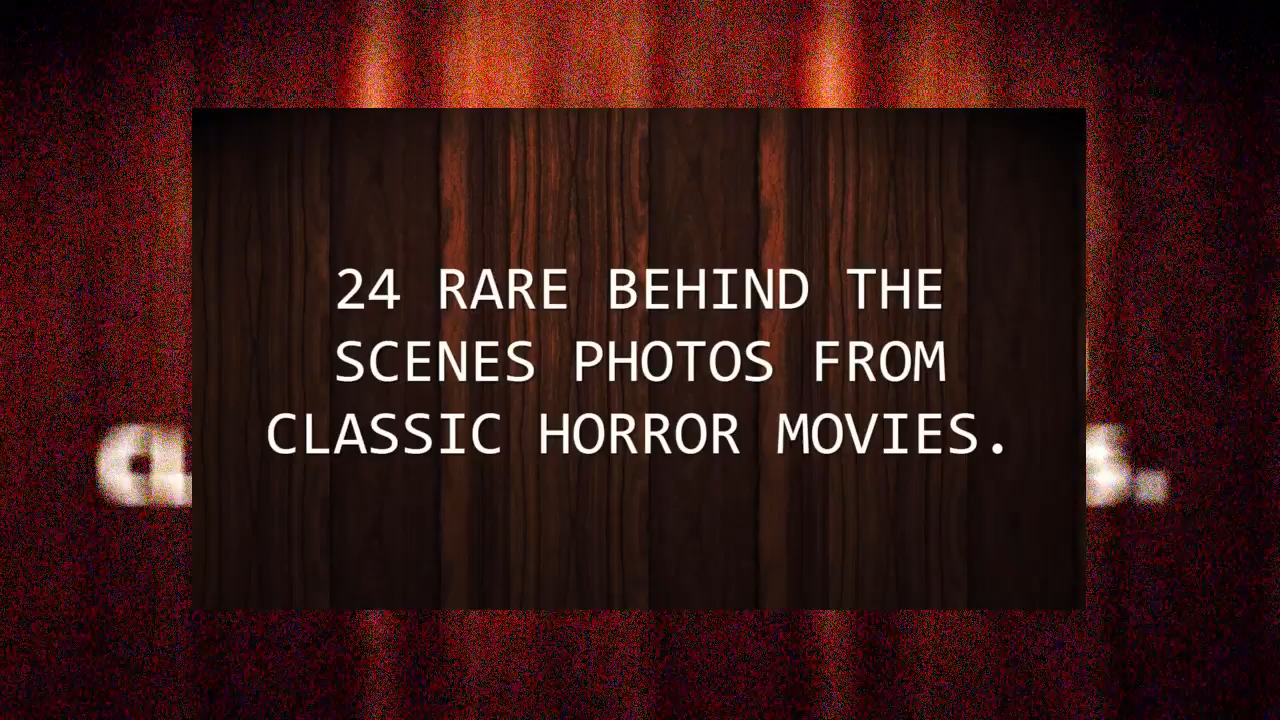 24 RARE BEHIND THE
SCENES PHOTOS FROM
CLASSIC HORROR MOVIES.